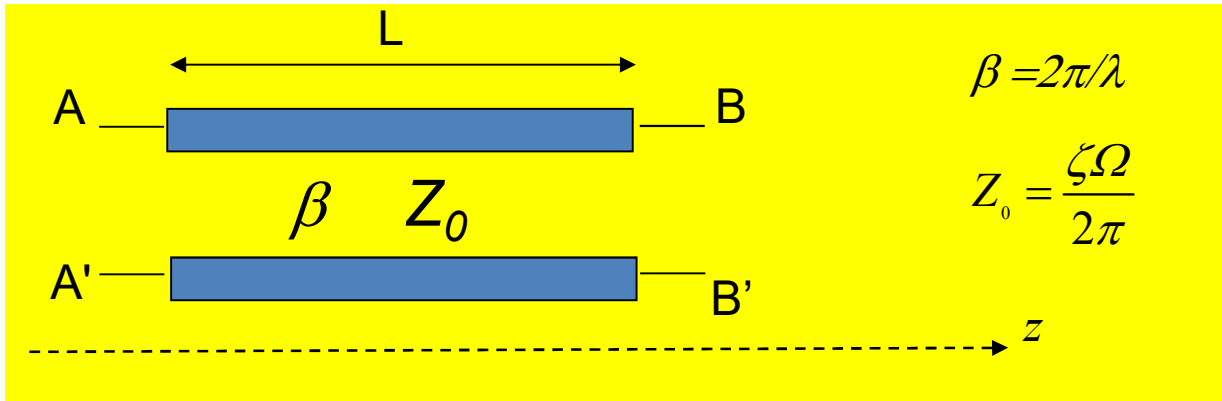 L
A
B
β =2π/λ
β Z₀
Z₀ = ζΩ/2π
A'
B’
z